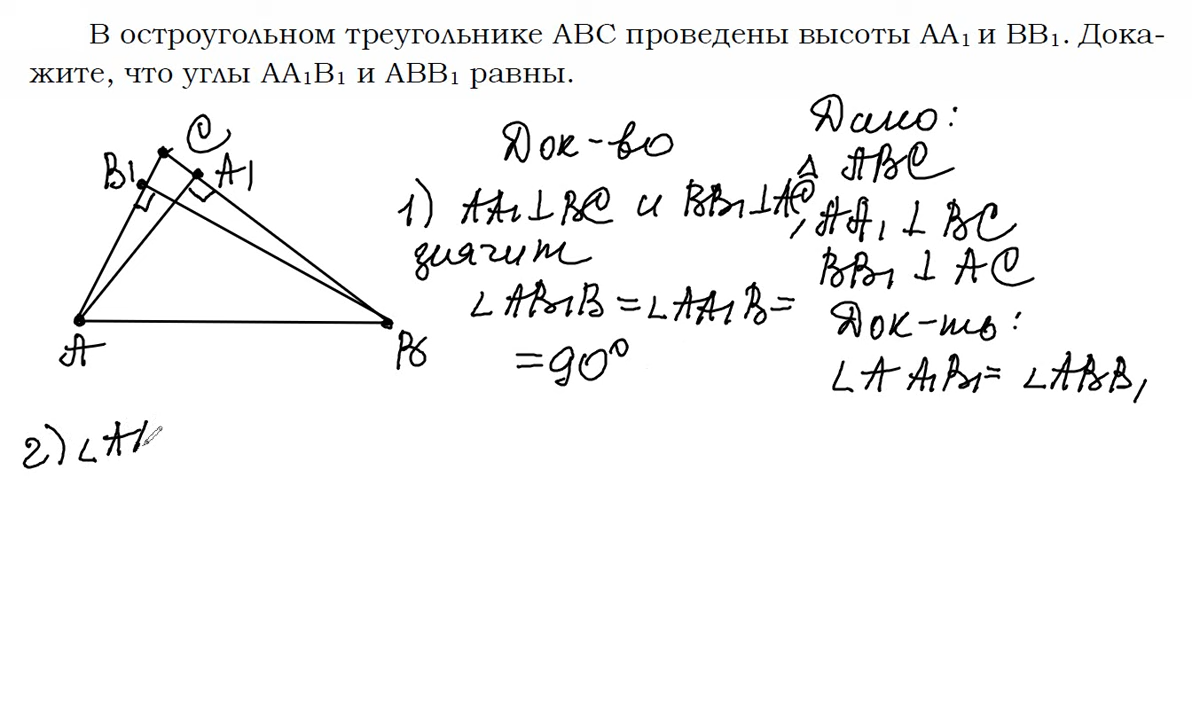 В остроугольном треугольнике ABC проведены высоты AA₁ и BB₁. Дока-
жите, что углы AA₁B₁ и ABB₁ равны.
C
B1
A1
A
B
Док-во
1) AA₁ ⊥ BC и BB₁ ⊥ AC,
значит
∠AB₁B = ∠AA₁B =
= 90°
Дано:
△ ABC
AA₁ ⊥ BC
BB₁ ⊥ AC
Док-ть:
∠A A₁B₁ = ∠ABB₁
2) ∠A